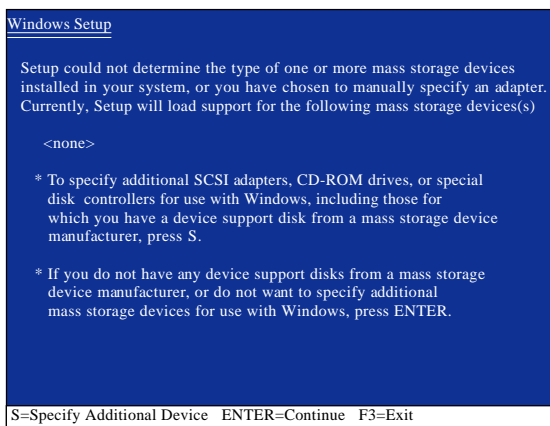 Windows Setup
Setup could not determine the type of one or more mass storage devices
installed in your system, or you have chosen to manually specify an adapter.
Currently, Setup will load support for the following mass storage devices(s)
<none>
* To specify additional SCSI adapters, CD-ROM drives, or special
disk controllers for use with Windows, including those for
which you have a device support disk from a mass storage device
manufacturer, press S.
* If you do not have any device support disks from a mass storage
device manufacturer, or do not want to specify additional
mass storage devices for use with Windows, press ENTER.
S=Specify Additional Device ENTER=Continue F3=Exit